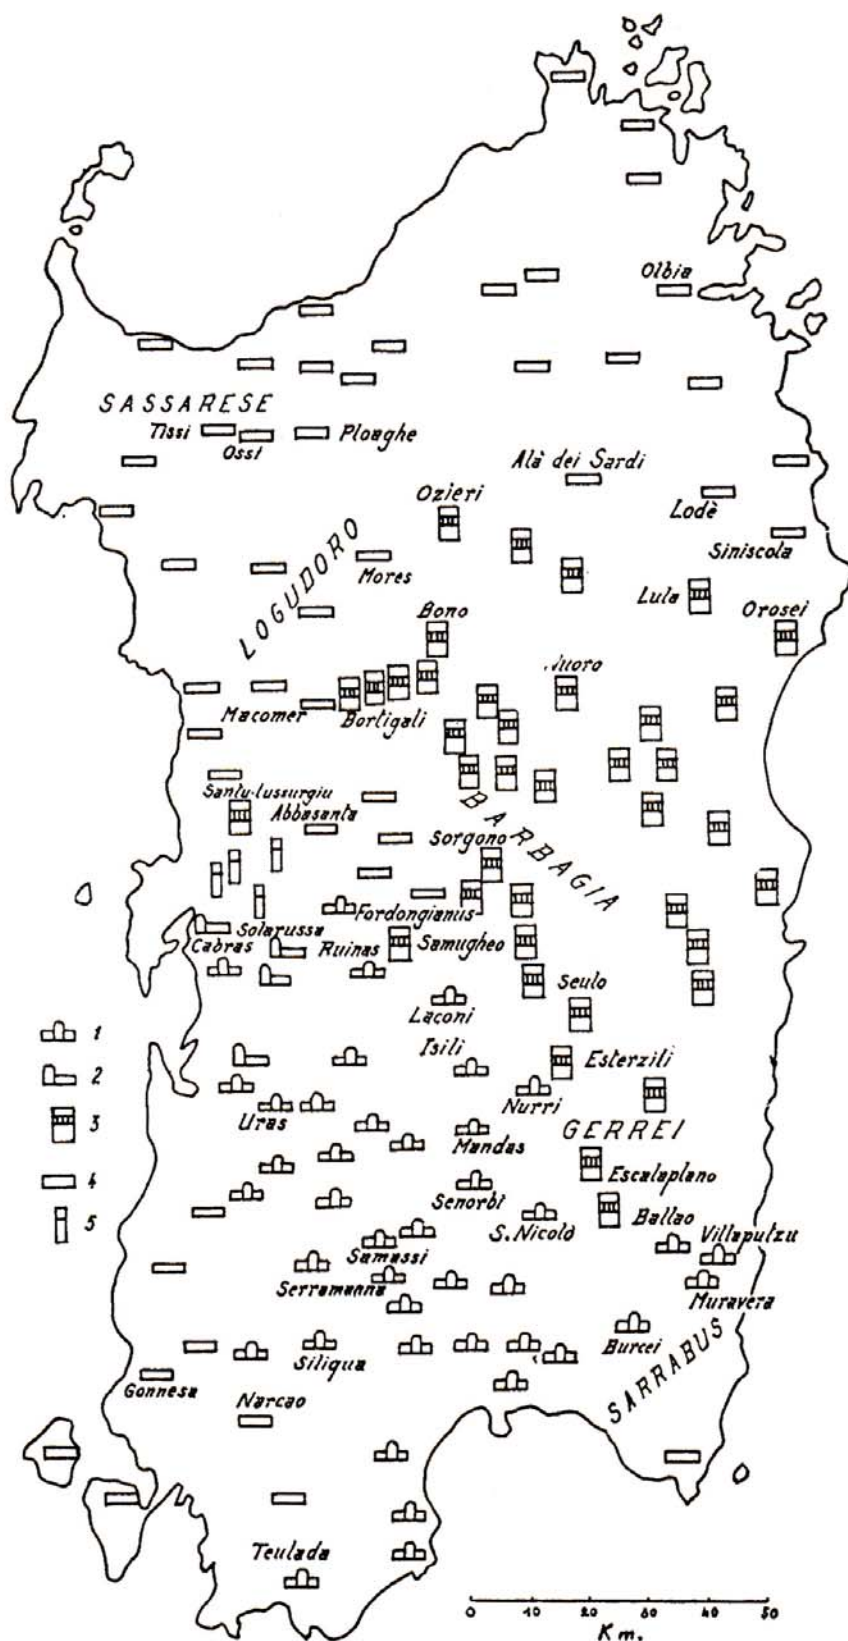 Olbia
SASSARESE
Tissi
Ossi
Ploaghe
Alà dei Sardi
Ozieri
Lodè
Siniscola
LOGUDORO
Mores
Lula
Orosei
Bono
Nuoro
Macomer
Bortigali
Santu-lussurgiu
Abbasanta
BARBAGIA
Sorgono
Fordongianus
Solarussa
Cabras
Ruinas
Samugheo
Seulo
Laconi
1
Isili
2
Esterzili
Nurri
3
Uras
GERREI
Mandas
4
Escalaplano
Senorbì
5
S. Nicolò
Ballao
Villaputzu
Samassi
Serramanna
Muravera
Burcei
Siliqua
SARRABUS
Gonnesa
Narcao
Teulada
0 10 20 30 40 50
Km.